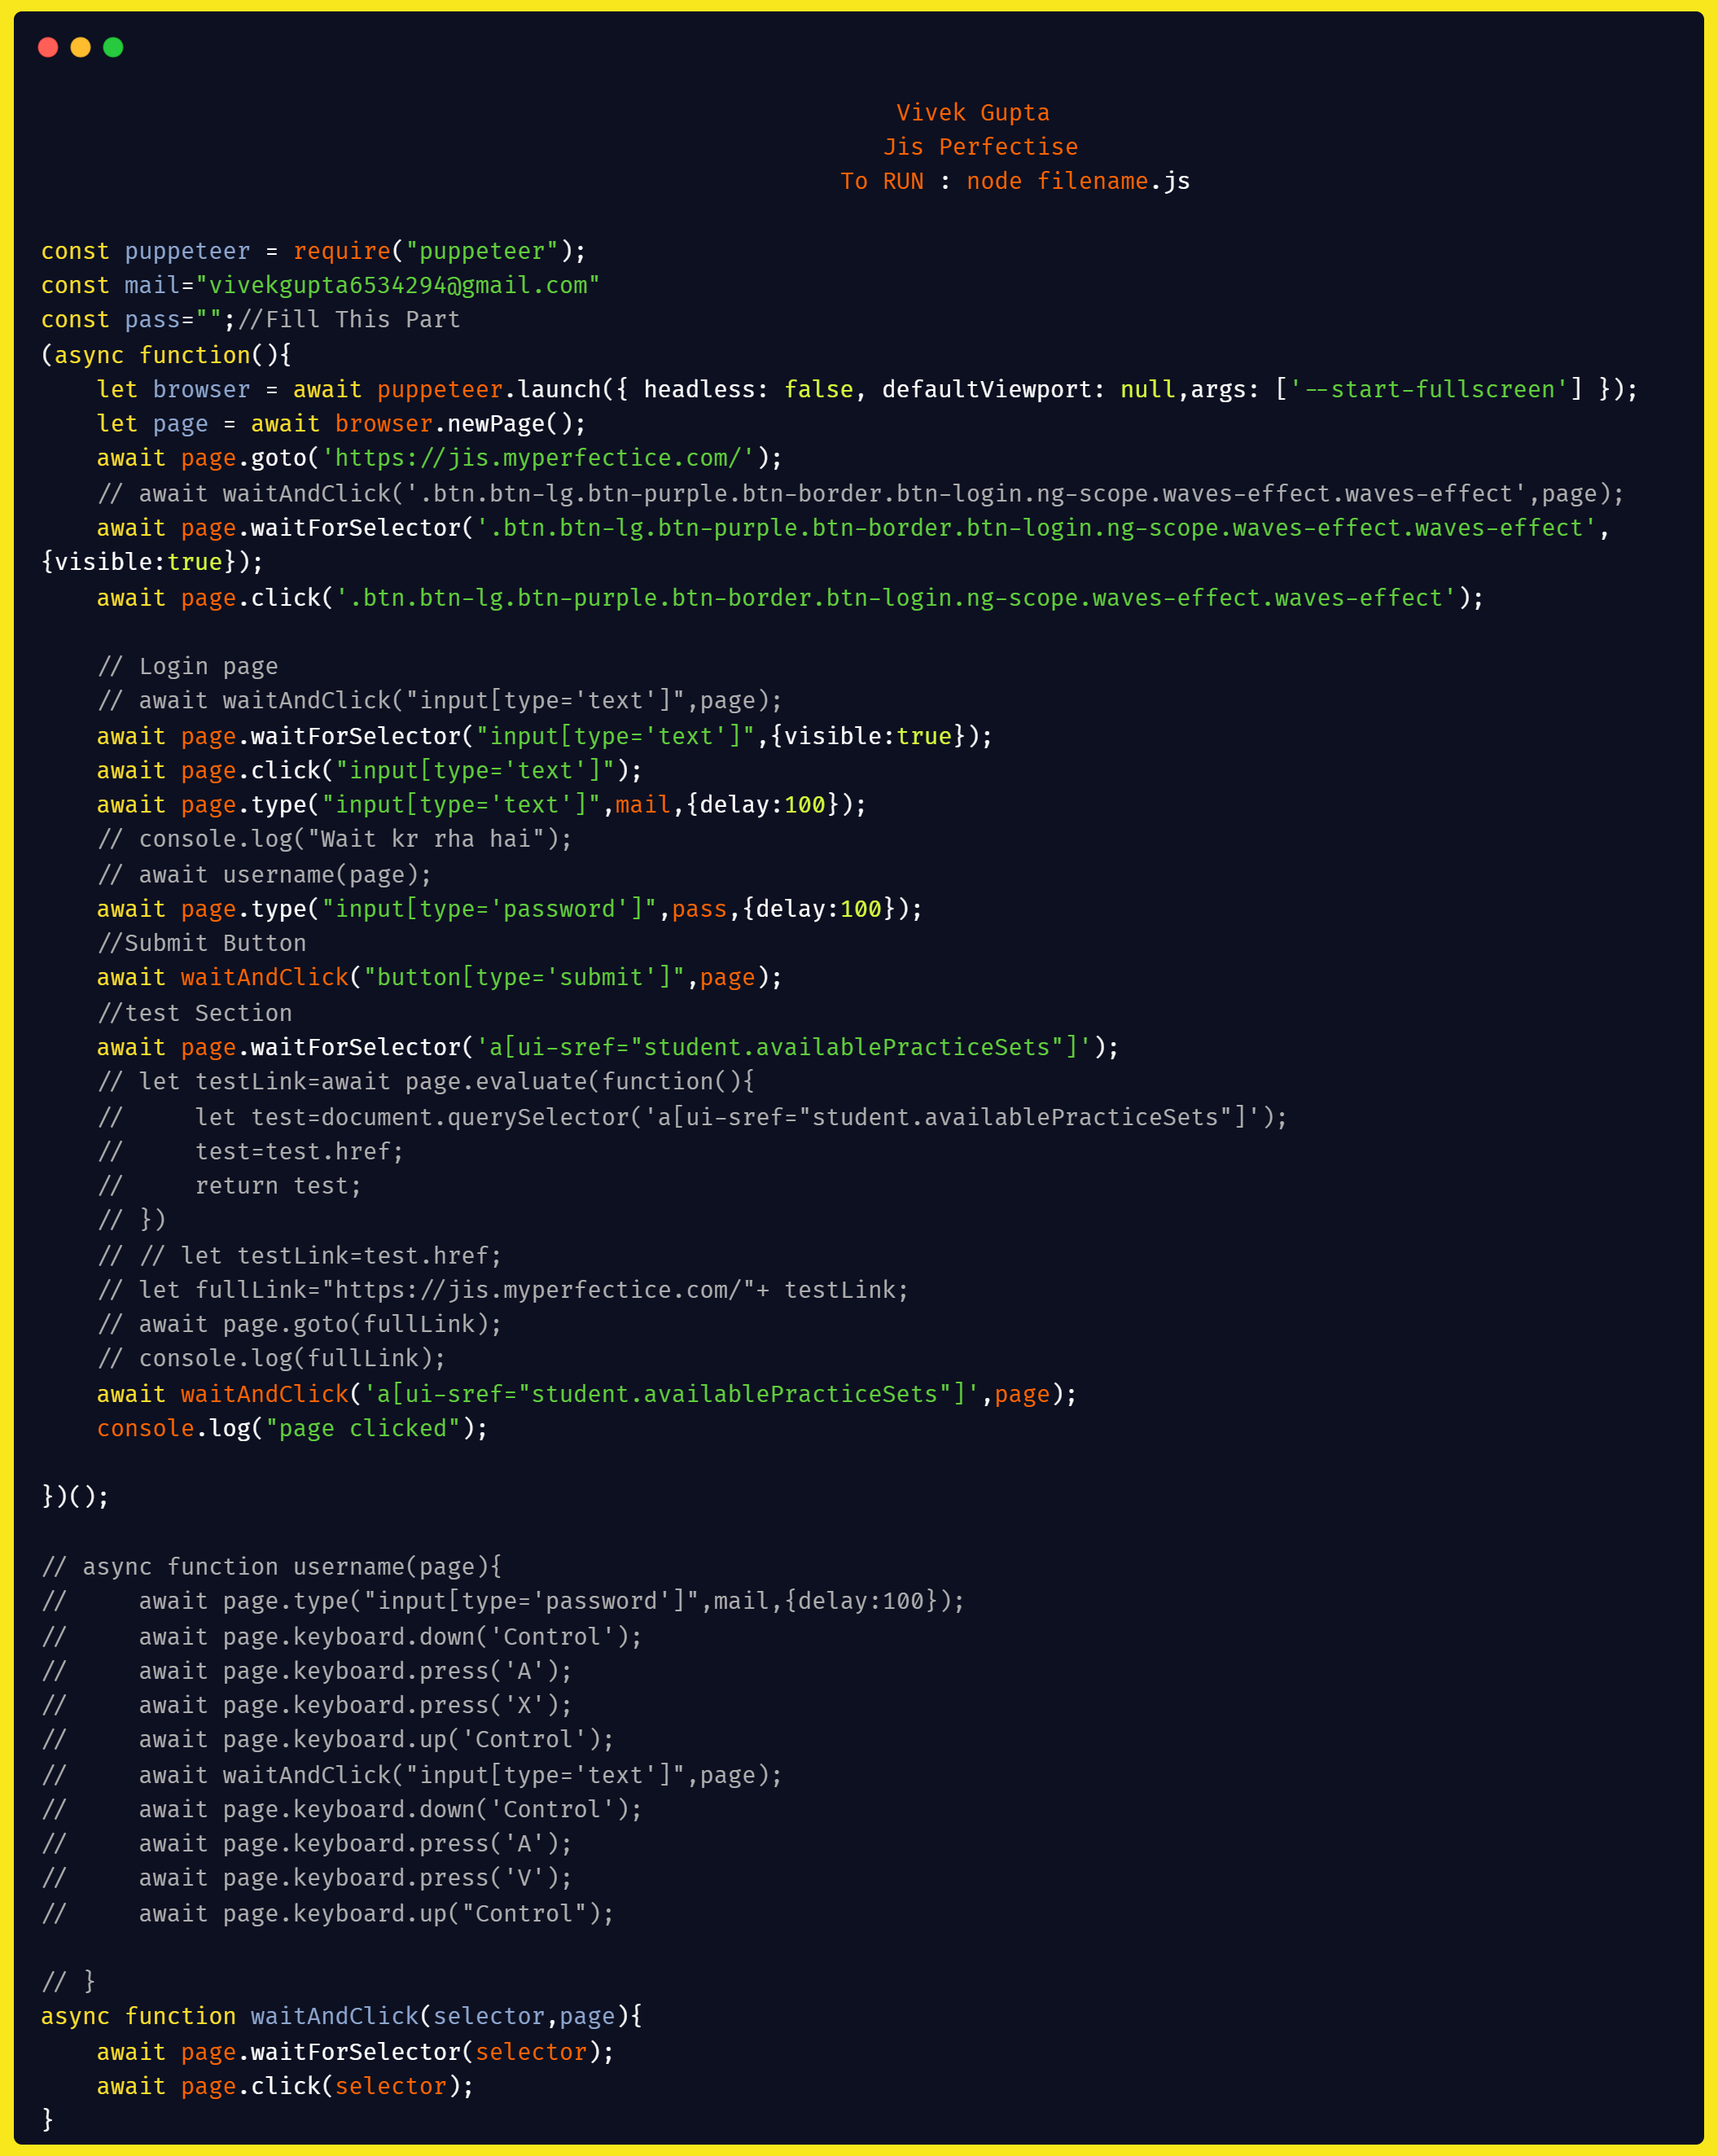 Vivek Gupta
Jis Perfectise
To RUN : node filename.js
const puppeteer = require("puppeteer");
const mail="vivekgupta6534294@gmail.com"
const pass="";//Fill This Part
(async function(){
    let browser = await puppeteer.launch({ headless: false, defaultViewport: null,args: ['--start-fullscreen'] });
    let page = await browser.newPage();
    await page.goto('https://jis.myperfectice.com/');
    // await waitAndClick('.btn.btn-lg.btn-purple.btn-border.btn-login.ng-scope.waves-effect.waves-effect',page);
    await page.waitForSelector('.btn.btn-lg.btn-purple.btn-border.btn-login.ng-scope.waves-effect.waves-effect',
{visible:true});
    await page.click('.btn.btn-lg.btn-purple.btn-border.btn-login.ng-scope.waves-effect.waves-effect');
    // Login page
    // await waitAndClick("input[type='text']",page);
    await page.waitForSelector("input[type='text']",{visible:true});
    await page.click("input[type='text']");
    await page.type("input[type='text']",mail,{delay:100});
    // console.log("Wait kr rha hai");
    // await username(page);
    await page.type("input[type='password']",pass,{delay:100});
    //Submit Button
    await waitAndClick("button[type='submit']",page);
    //test Section
    await page.waitForSelector('a[ui-sref="student.availablePracticeSets"]');
    // let testLink=await page.evaluate(function(){
    //     let test=document.querySelector('a[ui-sref="student.availablePracticeSets"]');
    //     test=test.href;
    //     return test;
    // })
    // // let testLink=test.href;
    // let fullLink="https://jis.myperfectice.com/"+ testLink;
    // await page.goto(fullLink);
    // console.log(fullLink);
    await waitAndClick('a[ui-sref="student.availablePracticeSets"]',page);
    console.log("page clicked");
})();
// async function username(page){
//     await page.type("input[type='password']",mail,{delay:100});
//     await page.keyboard.down('Control');
//     await page.keyboard.press('A');
//     await page.keyboard.press('X');
//     await page.keyboard.up('Control');
//     await waitAndClick("input[type='text']",page);
//     await page.keyboard.down('Control');
//     await page.keyboard.press('A');
//     await page.keyboard.press('V');
//     await page.keyboard.up("Control");
// }
async function waitAndClick(selector,page){
    await page.waitForSelector(selector);
    await page.click(selector);
}